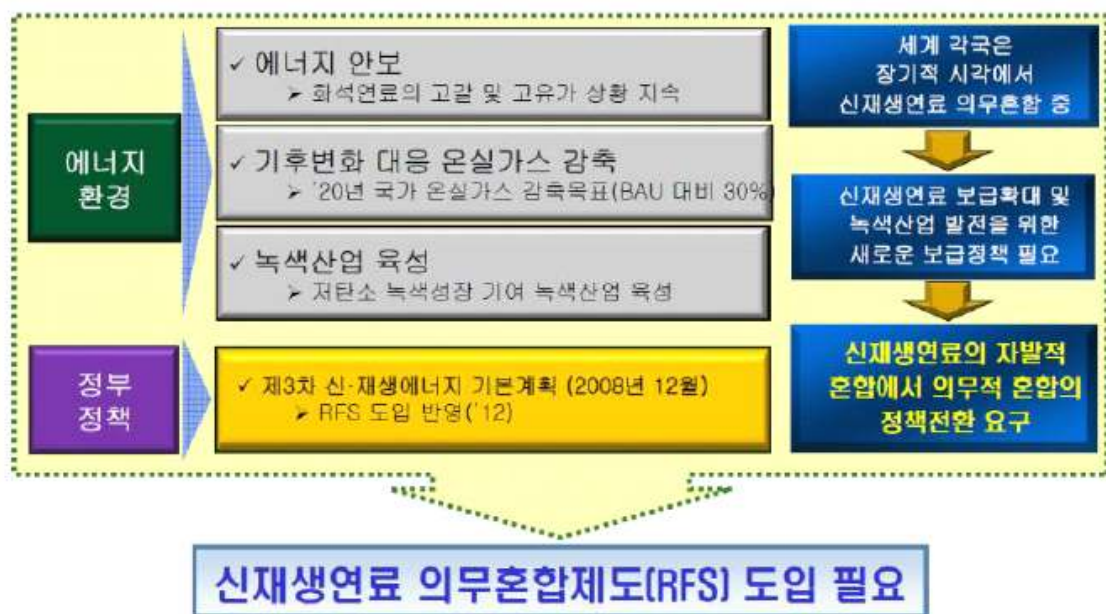 에너지
환경
✓ 에너지 안보
➤ 화석연료의 고갈 및 고유가 상황 지속
✓ 기후변화 대응 온실가스 감축
➤ '20년 국가 온실가스 감축목표(BAU 대비 30%)
✓ 녹색산업 육성
➤ 저탄소 녹색성장 기여 녹색산업 육성
정부
정책
✓ 제3차 신·재생에너지 기본계획 (2008년 12월)
➤ RFS 도입 반영('12)
세계 각국은
장기적 시각에서
신재생연료 의무혼합 중
신재생연료 보급확대 및
녹색산업 발전을 위한
새로운 보급정책 필요
신재생연료의 자발적
혼합에서 의무적 혼합의
정책전환 요구
신재생연료 의무혼합제도(RFS) 도입 필요